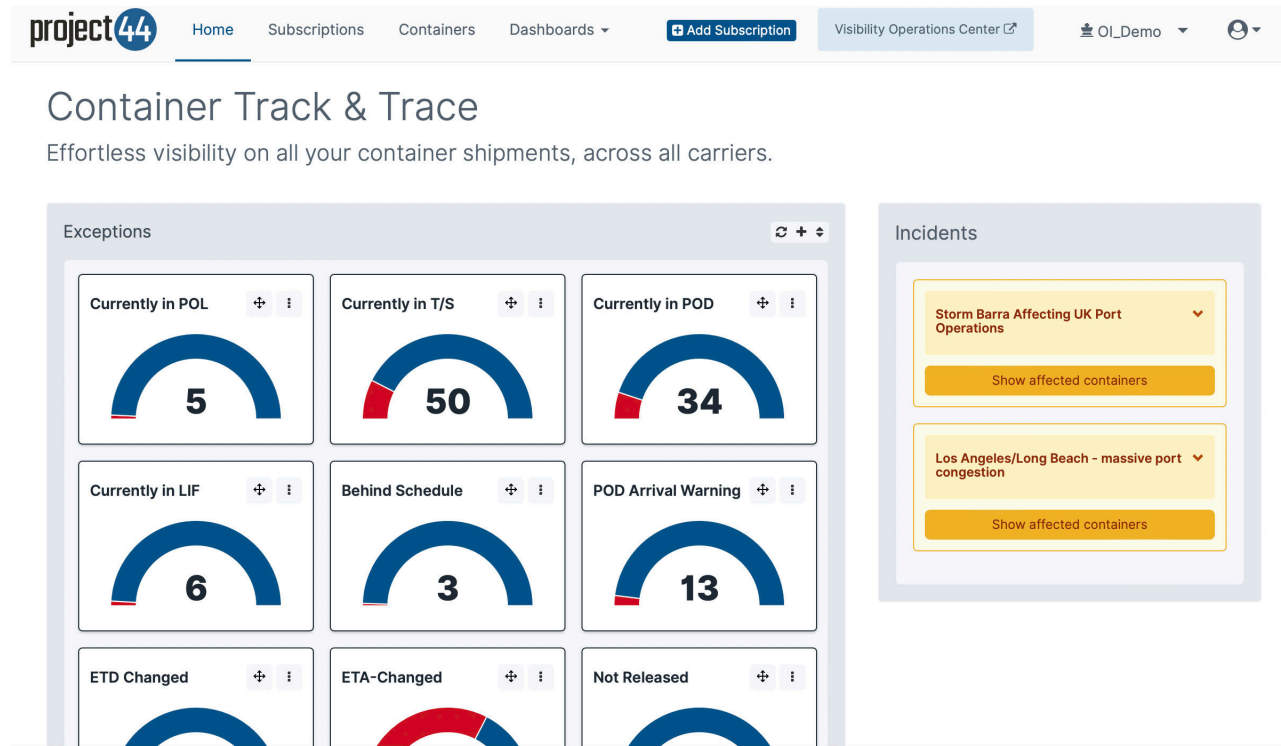 project44 Home Subscriptions Containers Dashboards Add Subscription Visibility Operations Center OI_Demo
Container Track & Trace
Effortless visibility on all your container shipments, across all carriers.
Exceptions
Currently in POL
5
Currently in T/S
50
Currently in POD
34
Currently in LIF
6
Behind Schedule
3
POD Arrival Warning
13
ETD Changed
ETA-Changed
Not Released
Incidents
Storm Barra Affecting UK Port
Operations
Show affected containers
Los Angeles/Long Beach - massive port
congestion
Show affected containers